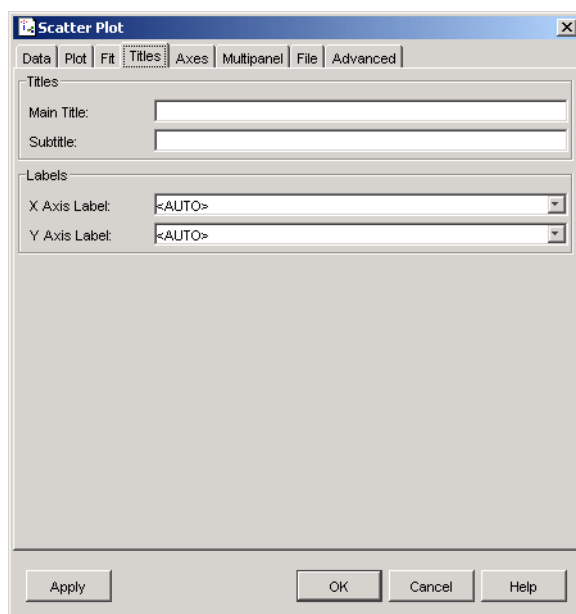 Scatter Plot
Data Plot Fit Titles Axes Multipanel File Advanced
Titles
Main Title:
Subtitle:
Labels
X Axis Label: <AUTO>
Y Axis Label: <AUTO>
Apply OK Cancel Help